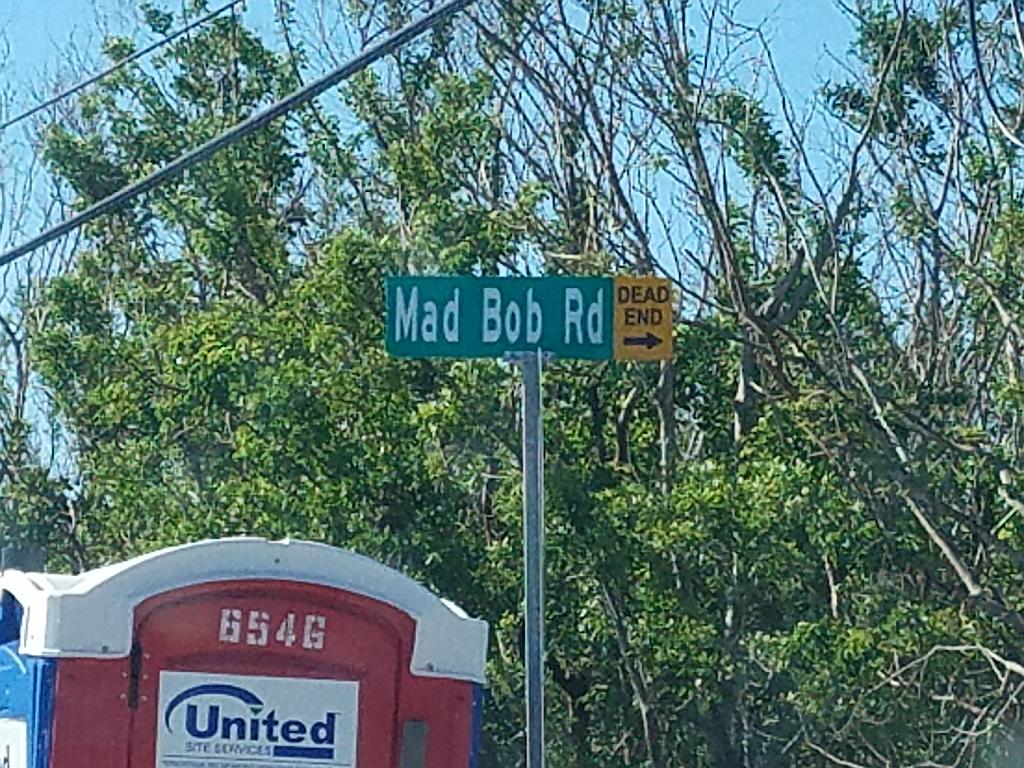 Mad Bob Rd
DEAD
END
6546
United
SITE SERVICES